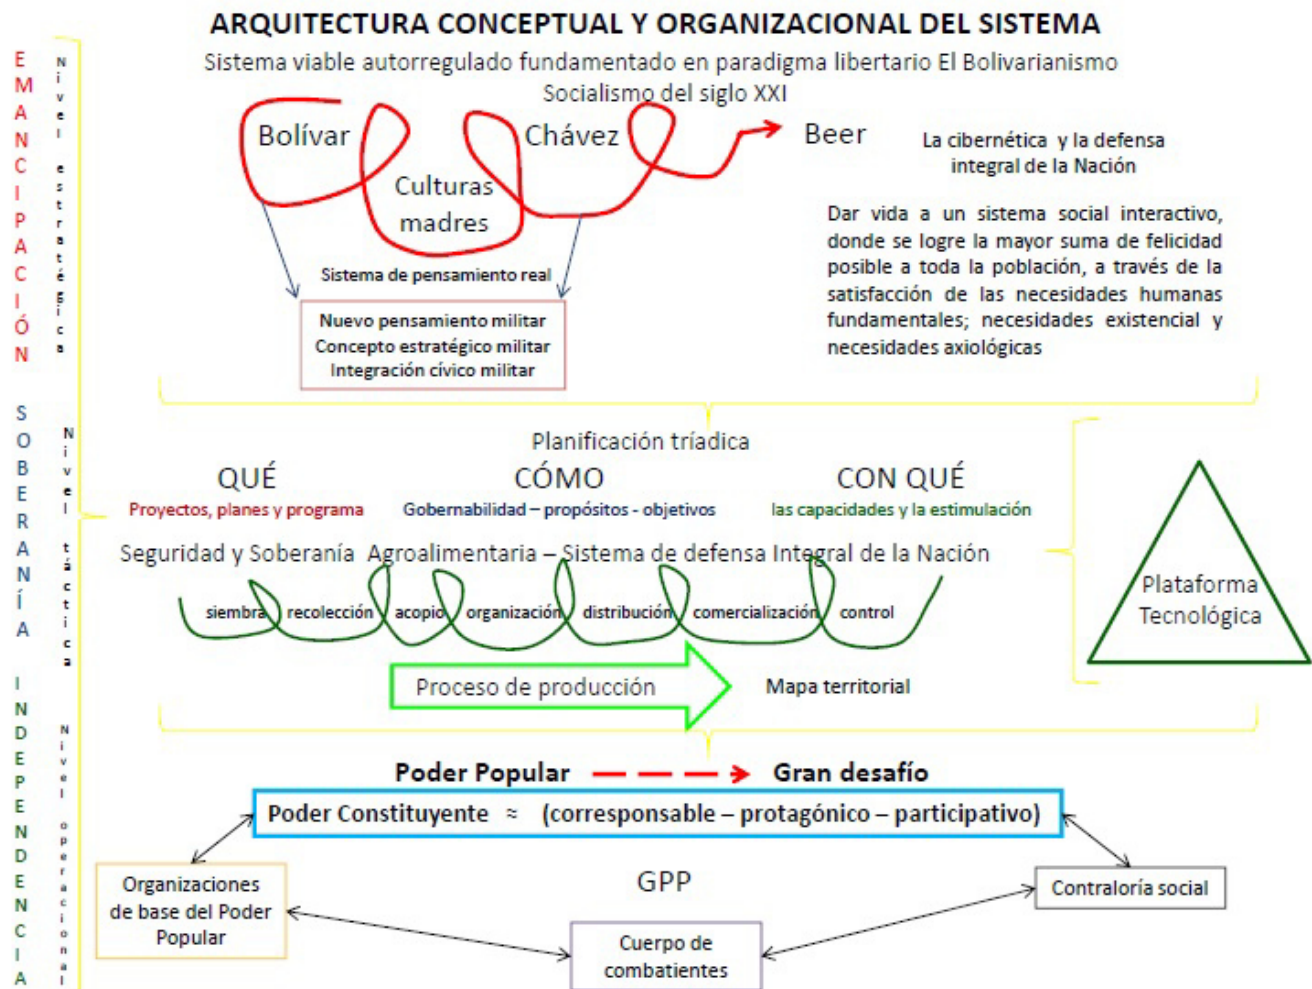 ARQUITECTURA CONCEPTUAL Y ORGANIZACIONAL DEL SISTEMA
Sistema viable autorregulado fundamentado en paradigma libertario El Bolivarianismo
Socialismo del siglo XXI
EMANCIPACIÓN
Nivel estratégica
Bolívar
Culturas
madres
Chávez
Beer
La cibernética y la defensa
integral de la Nación
Dar vida a un sistema social interactivo,
donde se logre la mayor suma de felicidad
posible a toda la población, a través de la
satisfacción de las necesidades humanas
fundamentales; necesidades existencial y
necesidades axiológicas
Sistema de pensamiento real
Nuevo pensamiento militar
Concepto estratégico militar
Integración cívico militar
SOBERANÍA
Nivel táctica
Planificación tríadica
QUÉ
CÓMO
CON QUÉ
Proyectos, planes y programa
Gobernabilidad – propósitos - objetivos
las capacidades y la estimulación
Seguridad y Soberanía Agroalimentaria – Sistema de defensa Integral de la Nación
siembra
recolección
acopio
organización
distribución
comercialización
control
Proceso de producción
Mapa territorial
Plataforma
Tecnológica
INDEPENDENCIA
Nivel operacional
Poder Popular
Gran desafío
Poder Constituyente ≈ (corresponsable – protagónico – participativo)
Organizaciones
de base del Poder
Popular
GPP
Contraloría social
Cuerpo de
combatientes